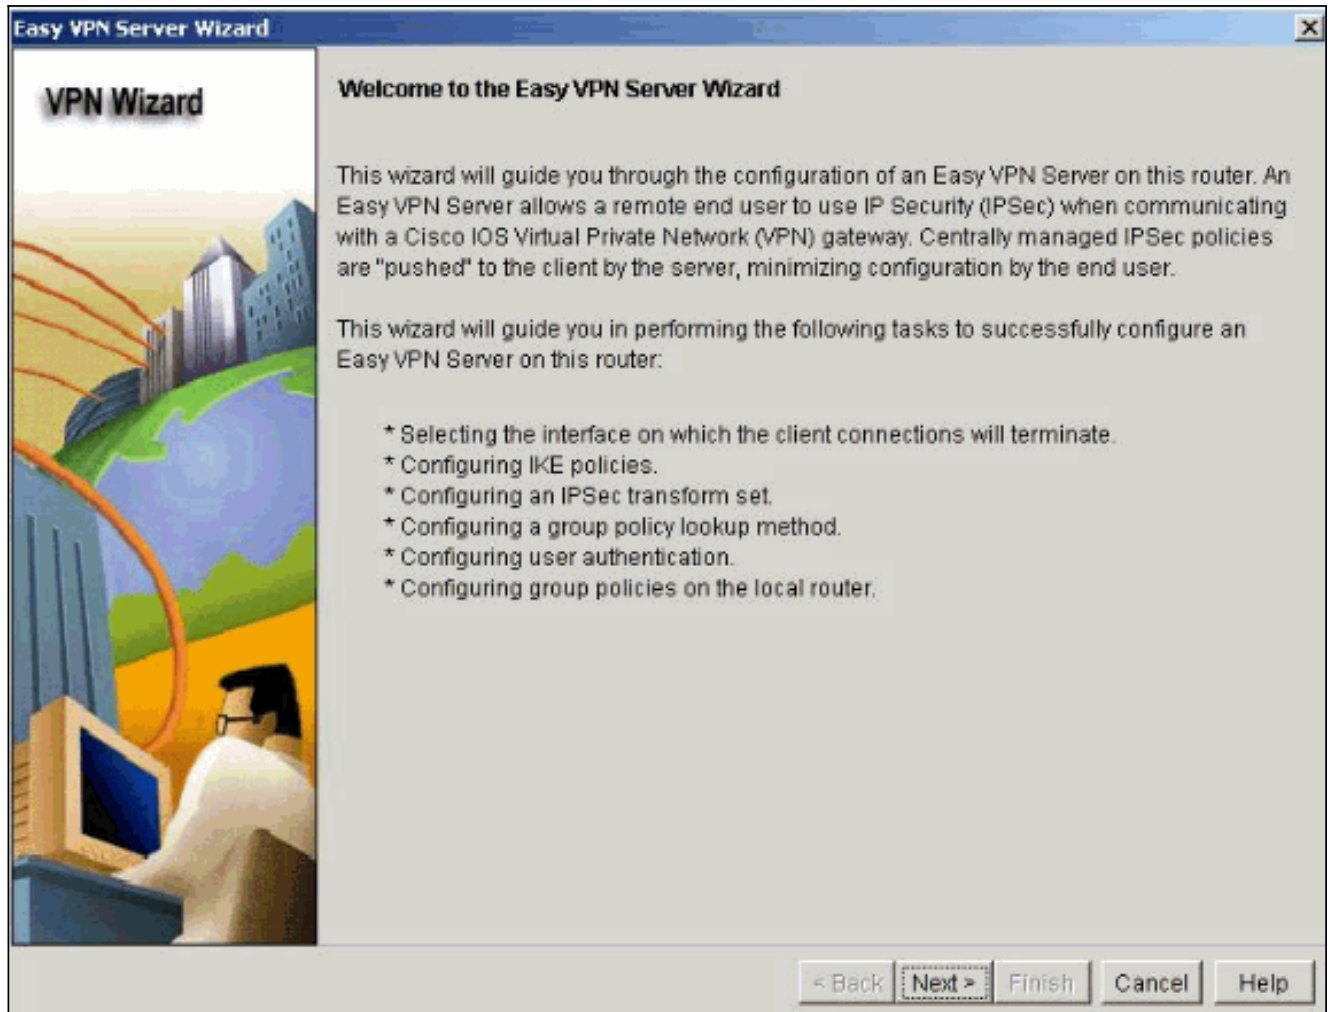 Easy VPN Server Wizard
VPN Wizard
Welcome to the Easy VPN Server Wizard
This wizard will guide you through the configuration of an Easy VPN Server on this router. An
Easy VPN Server allows a remote end user to use IP Security (IPSec) when communicating
with a Cisco IOS Virtual Private Network (VPN) gateway. Centrally managed IPSec policies
are "pushed" to the client by the server, minimizing configuration by the end user.
This wizard will guide you in performing the following tasks to successfully configure an
Easy VPN Server on this router:
* Selecting the interface on which the client connections will terminate.
* Configuring IKE policies.
* Configuring an IPSec transform set.
* Configuring a group policy lookup method.
* Configuring user authentication.
* Configuring group policies on the local router.
< Back Next > Finish Cancel Help